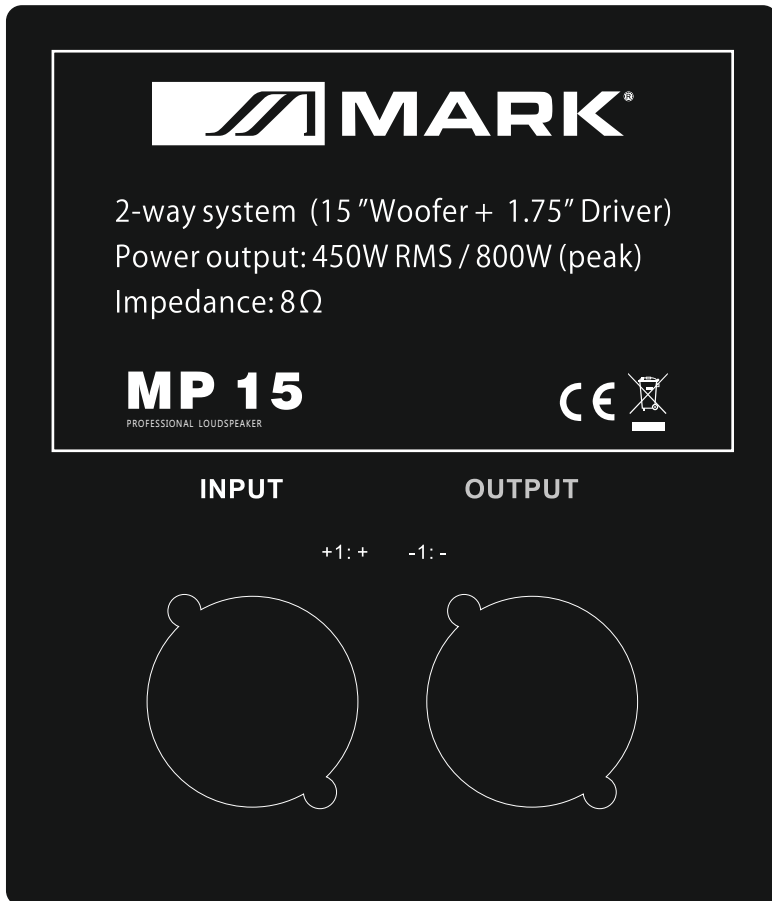 MARK®
2-way system (15 "Woofer + 1.75" Driver)
Power output: 450W RMS / 800W (peak)
Impedance: 8Ω
MP 15
PROFESSIONAL LOUDSPEAKER
CE
INPUT OUTPUT
+1: + -1: -